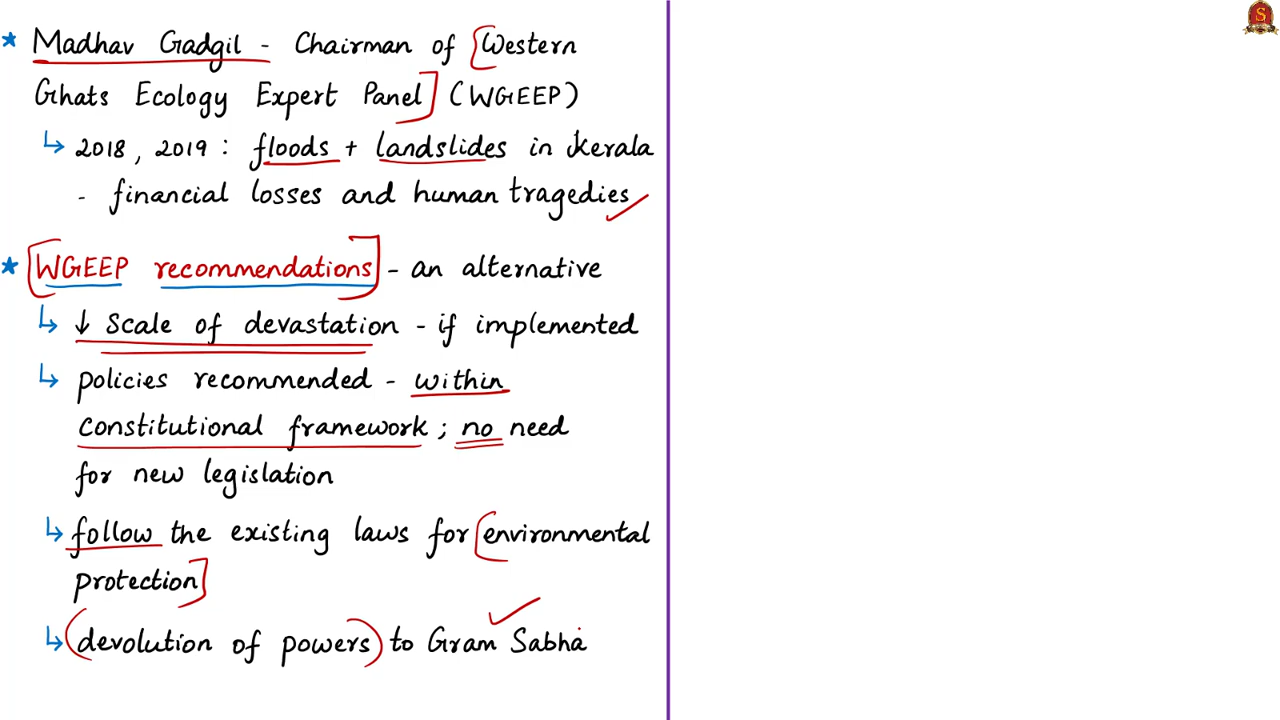 * Madhav Gadgil - Chairman of [Western
Ghats Ecology Expert Panel] (WGEEP)
↳ 2018, 2019 : floods + landslides in Kerala
- financial losses and human tragedies
* [WGEEP recommendations] - an alternative
↳ ↓ Scale of devastation - if implemented
↳ policies recommended - within
constitutional framework ; no need
for new legislation
↳ follow the existing laws for [environmental
protection]
↳ (devolution of powers) to Gram Sabha
S